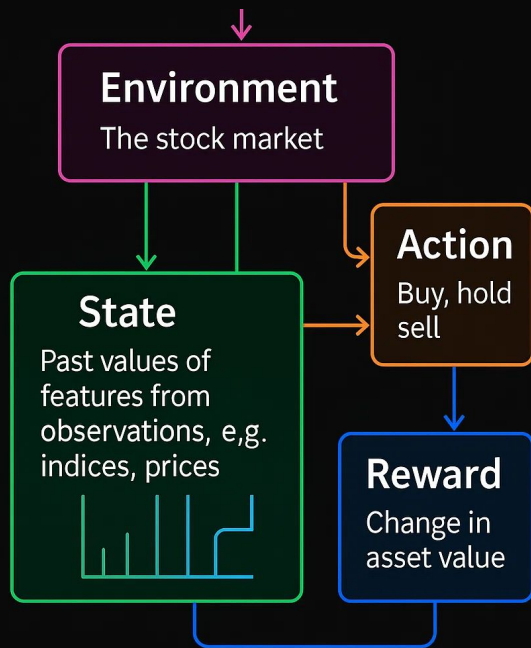 Environment
The stock market
Action
Buy, hold
sell
State
Past values of
features from
observations, e,g.
indices, prices
Reward
Change in
asset value